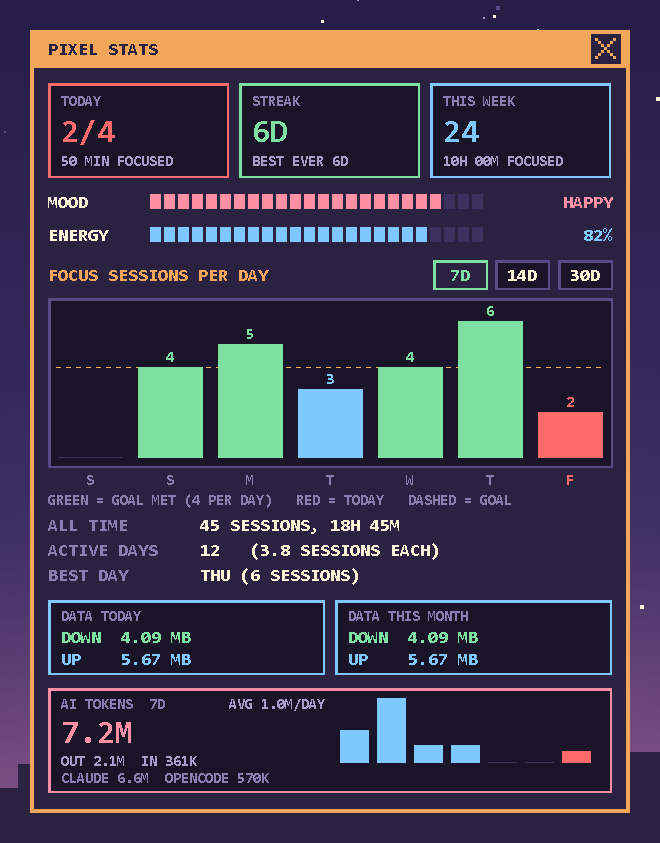 PIXEL STATS
TODAY STREAK THIS WEEK
2/4 6D 24
50 MIN FOCUSED BEST EVER 6D 10H 00M FOCUSED
MOOD HAPPY
ENERGY 82%
FOCUS SESSIONS PER DAY 7D 14D 30D
4 5 3 4 6 2
S S M T W T F
GREEN = GOAL MET (4 PER DAY) RED = TODAY DASHED = GOAL
ALL TIME 45 SESSIONS, 18H 45M
ACTIVE DAYS 12 (3.8 SESSIONS EACH)
BEST DAY THU (6 SESSIONS)
DATA TODAY DATA THIS MONTH
DOWN 4.09 MB DOWN 4.09 MB
UP 5.67 MB UP 5.67 MB
AI TOKENS 7D AVG 1.0M/DAY
7.2M
OUT 2.1M IN 361K
CLAUDE 6.6M OPENCODE 570K